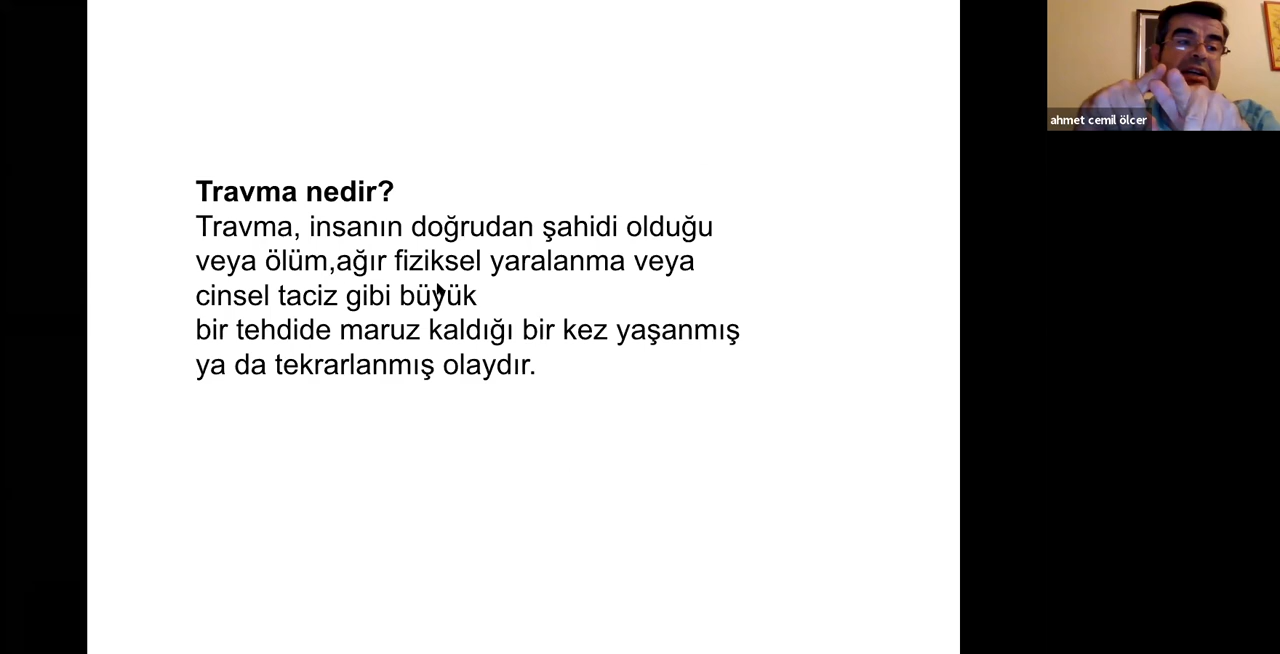 Travma nedir?
Travma, insanın doğrudan şahidi olduğu
veya ölüm,ağır fiziksel yaralanma veya
cinsel taciz gibi büyük
bir tehdide maruz kaldığı bir kez yaşanmış
ya da tekrarlanmış olaydır.
ahmet cemil ölcer